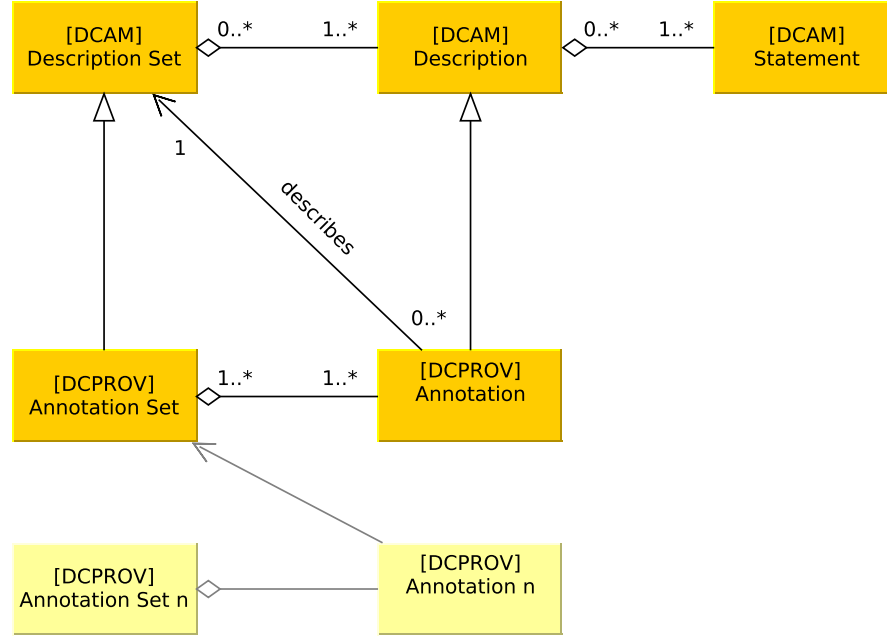 [DCAM]
Description Set
0..*
1..*
[DCAM]
Description
0..*
1..*
[DCAM]
Statement
1
describes
0..*
[DCPROV]
Annotation Set
1..*
1..*
[DCPROV]
Annotation
[DCPROV]
Annotation Set n
[DCPROV]
Annotation n